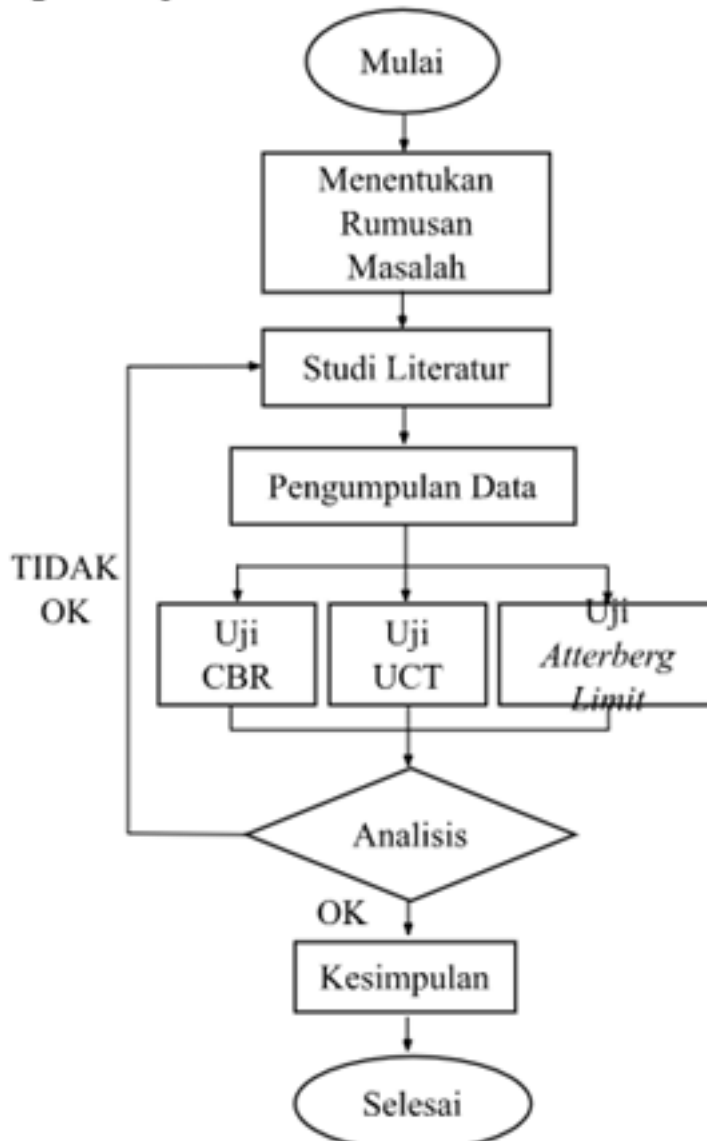 Mulai
Menentukan
Rumusan
Masalah
Studi Literatur
Pengumpulan Data
TIDAK
OK
Uji
CBR
Uji
UCT
Uji
Atterberg
Limit
Analisis
OK
Kesimpulan
Selesai